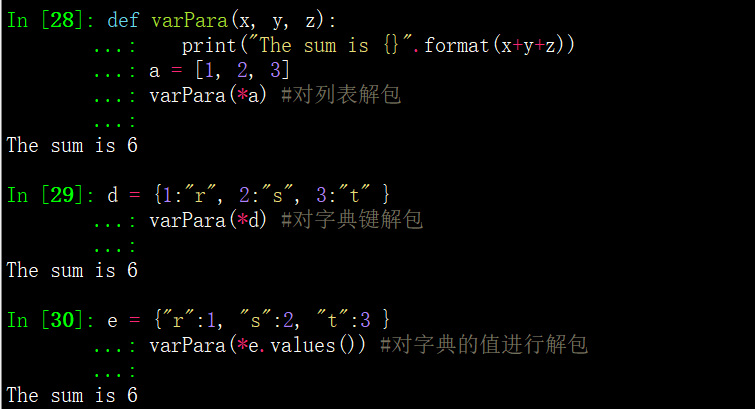 In [28]: def varPara(x, y, z):
...: print("The sum is {}".format(x+y+z))
...: a = [1, 2, 3]
...: varPara(*a) #对列表解包
...:
The sum is 6
In [29]: d = {1:"r", 2:"s", 3:"t" }
...: varPara(*d) #对字典键解包
...:
The sum is 6
In [30]: e = {"r":1, "s":2, "t":3 }
...: varPara(*e.values()) #对字典的值进行解包
...:
The sum is 6